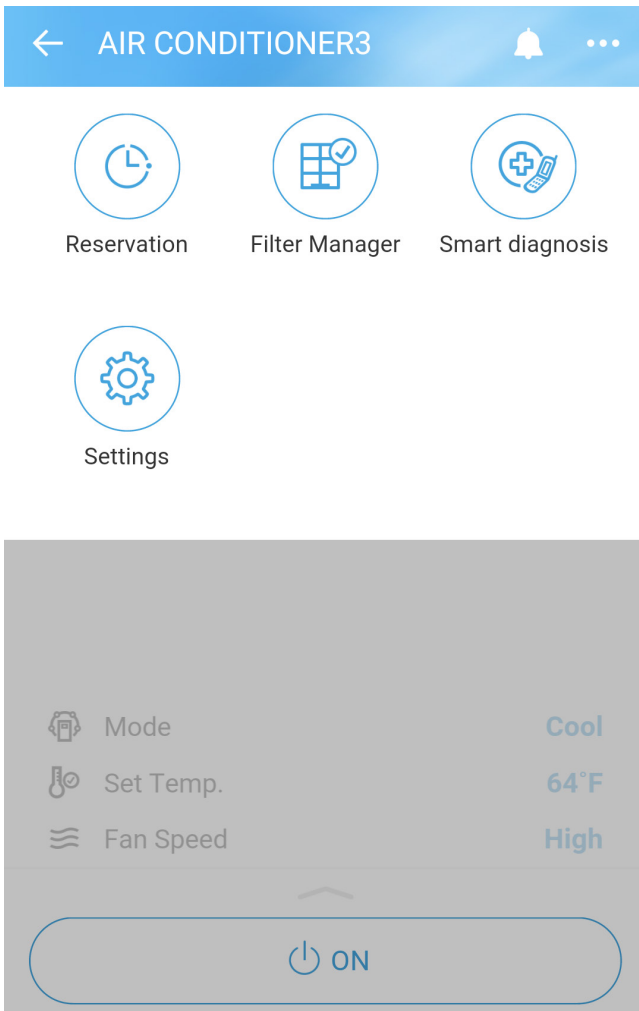 AIR CONDITIONER3
Reservation
Filter Manager
Smart diagnosis
Settings
Mode
Cool
Set Temp.
64°F
Fan Speed
High
ON